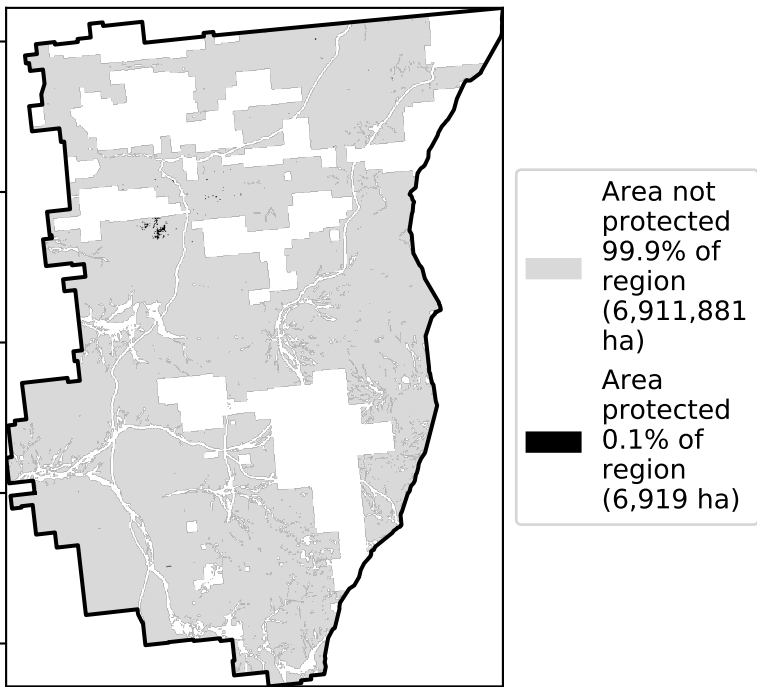 Area not
protected
99.9% of
region
(6,911,881
ha)
Area
protected
0.1% of
region
(6,919 ha)